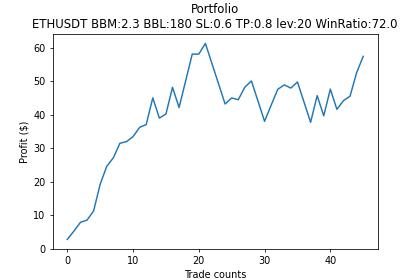 Portfolio
ETHUSDT BBM:2.3 BBL:180 SL:0.6 TP:0.8 lev:20 WinRatio:72.0
Profit ($)
60
50
40
30
20
10
0
0 10 20 30 40
Trade counts